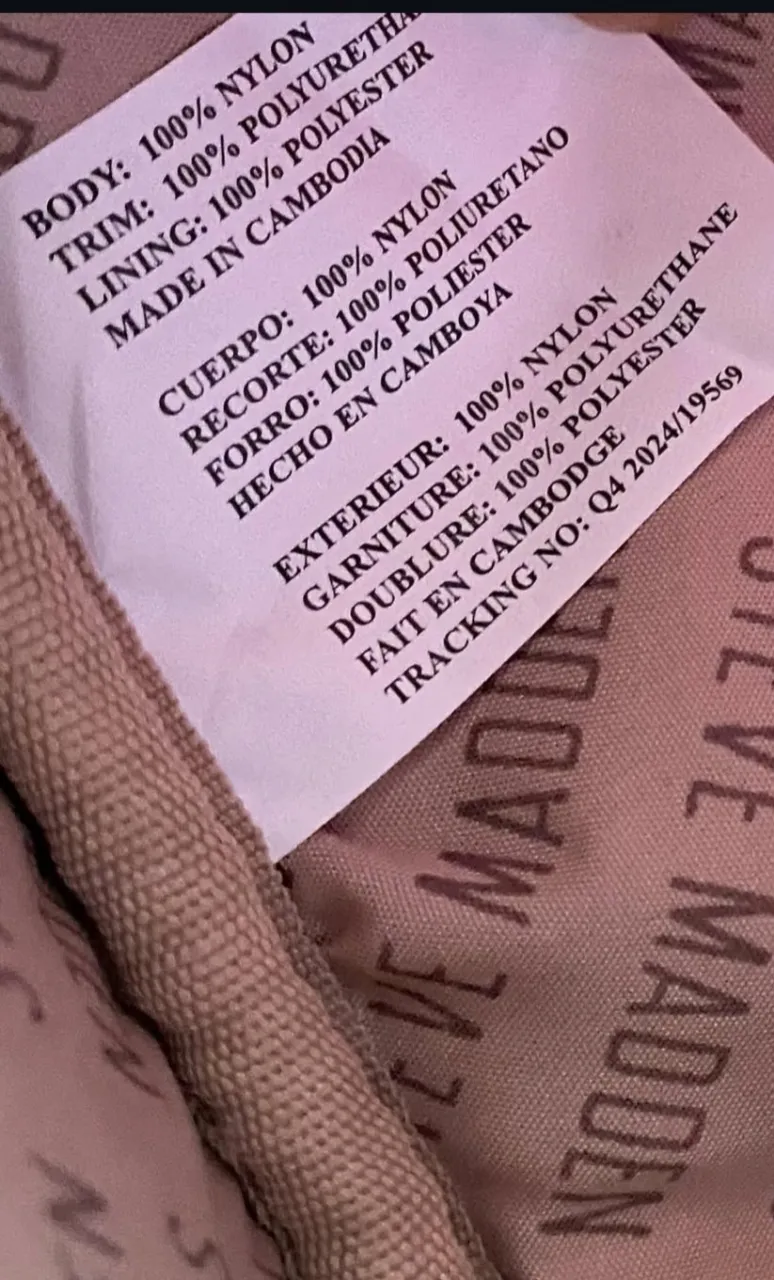 BODY: 100% NYLON
TRIM: 100% POLYURETHA
LINING: 100% POLYESTER
MADE IN CAMBODIA
CUERPO: 100% NYLON
RECORTE: 100% POLIURETANO
FORRO: 100% POLIESTER
HECHO EN CAMBOYA
EXTERIEUR: 100% NYLON
GARNITURE: 100% POLYURETHANE
DOUBLURE: 100% POLYESTER
FAIT EN CAMBODGE
TRACKING NO: Q4 2024/19569
STEVE MADDEN
EVE MADDEN